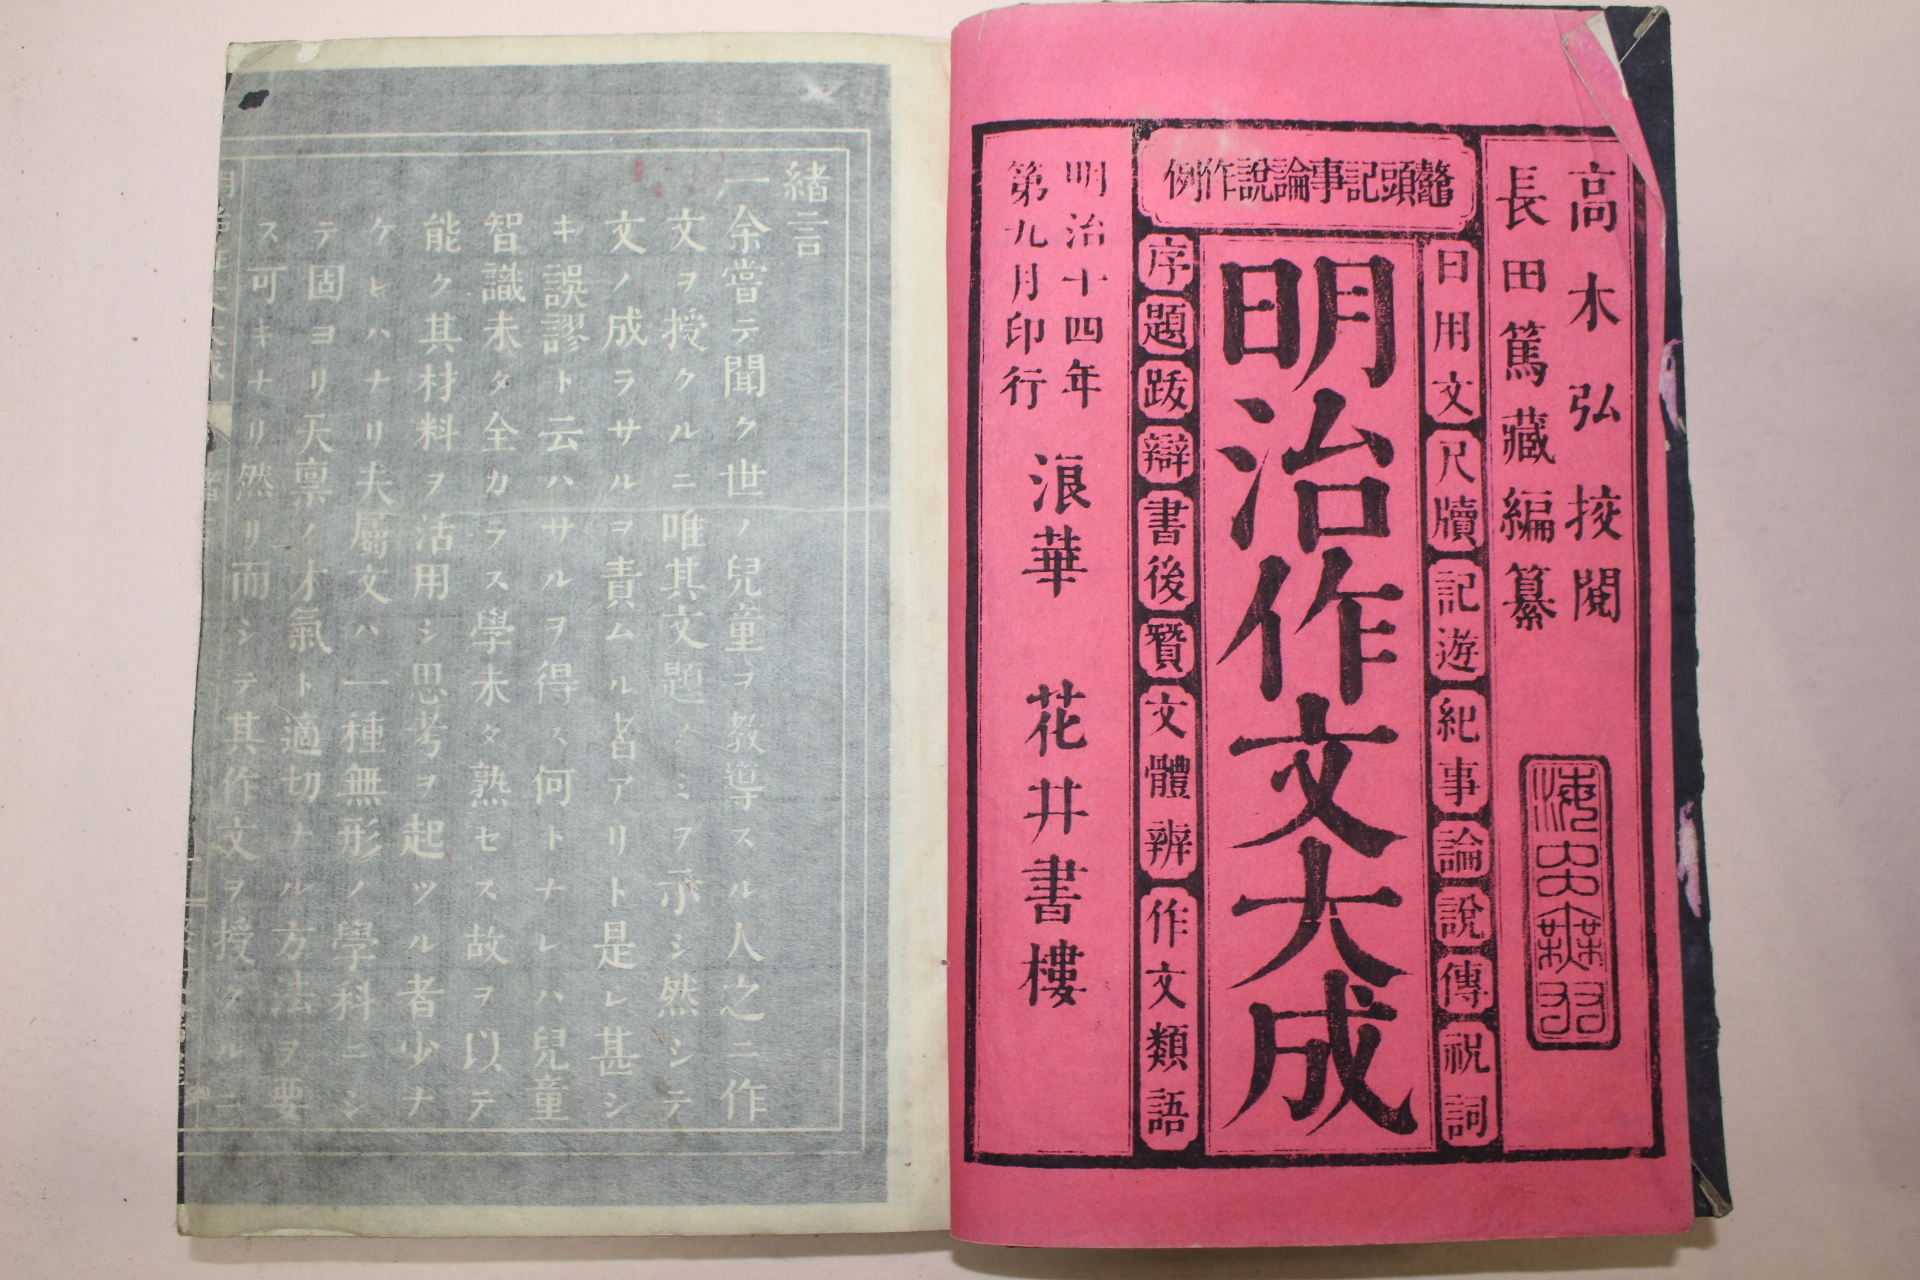 高木弘挍閱
長田篤藏編纂
鼇頭記事論說作例
日用文 尺牘 記遊 紀事 論說 傳 祝詞
明治作文大成
序 題 跋 辯 書後 賛 文體辨 作文類語
明治十四年
第九月印行
浪華 花井書樓
緒言
一余嘗テ聞ク世ノ兒童ヲ教導スル人之ニ作
文ヲ授クルニ唯其文題ノミヲ示シ然シテ
文ノ成ラサルヲ責ムル者アリト是レ甚シ
キ誤謬ト云ハサルヲ得ス何トナレハ兒童
智識未タ全カラス學未タ熟セス故ヲ以テ
能ク其材料ヲ活用シ思考ヲ起ツル者少ナ
ケレハナリ夫屬文ハ一種無形ノ學科ニシ
テ固ヨリ天稟ノ才氣ト適切ナル方法ヲ要
ス可キナリ然リ而シテ其作文ヲ授クルニ